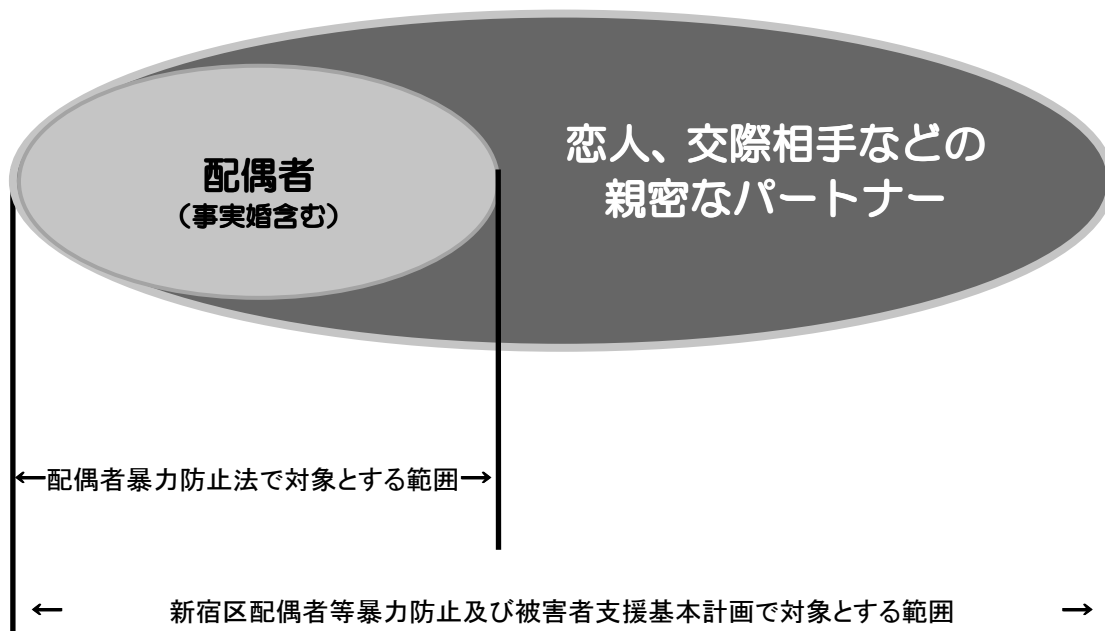 恋人、交際相手などの
親密なパートナー
配偶者
（事実婚含む）
←配偶者暴力防止法で対象とする範囲→
← 新宿区配偶者等暴力防止及び被害者支援基本計画で対象とする範囲 →